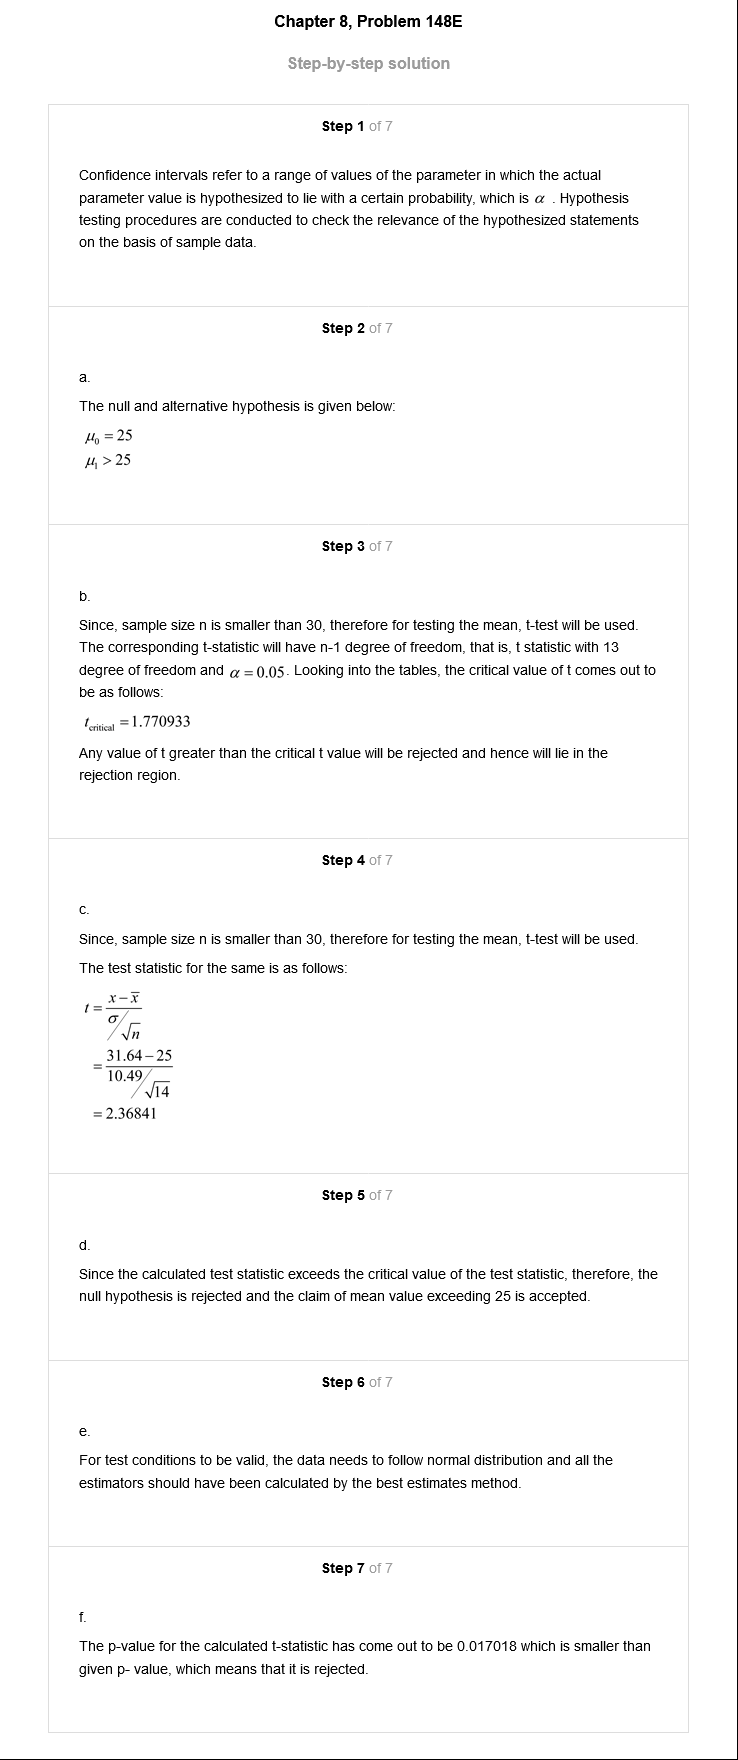 Chapter 8, Problem 148E
Step-by-step solution
Step 1 of 7
Confidence intervals refer to a range of values of the parameter in which the actual
parameter value is hypothesized to lie with a certain probability, which is α . Hypothesis
testing procedures are conducted to check the relevance of the hypothesized statements
on the basis of sample data.
Step 2 of 7
a.
The null and alternative hypothesis is given below:
μ₀ = 25
μ₁ > 25
Step 3 of 7
b.
Since, sample size n is smaller than 30, therefore for testing the mean, t-test will be used.
The corresponding t-statistic will have n-1 degree of freedom, that is, t statistic with 13
degree of freedom and α = 0.05. Looking into the tables, the critical value of t comes out to
be as follows:
t critical = 1.770933
Any value of t greater than the critical t value will be rejected and hence will lie in the
rejection region.
Step 4 of 7
c.
Since, sample size n is smaller than 30, therefore for testing the mean, t-test will be used.
The test statistic for the same is as follows:
t = (x − x̄) / (σ/√n)
= (31.64 − 25) / (10.49/√14)
= 2.36841
Step 5 of 7
d.
Since the calculated test statistic exceeds the critical value of the test statistic, therefore, the
null hypothesis is rejected and the claim of mean value exceeding 25 is accepted.
Step 6 of 7
e.
For test conditions to be valid, the data needs to follow normal distribution and all the
estimators should have been calculated by the best estimates method.
Step 7 of 7
f.
The p-value for the calculated t-statistic has come out to be 0.017018 which is smaller than
given p- value, which means that it is rejected.